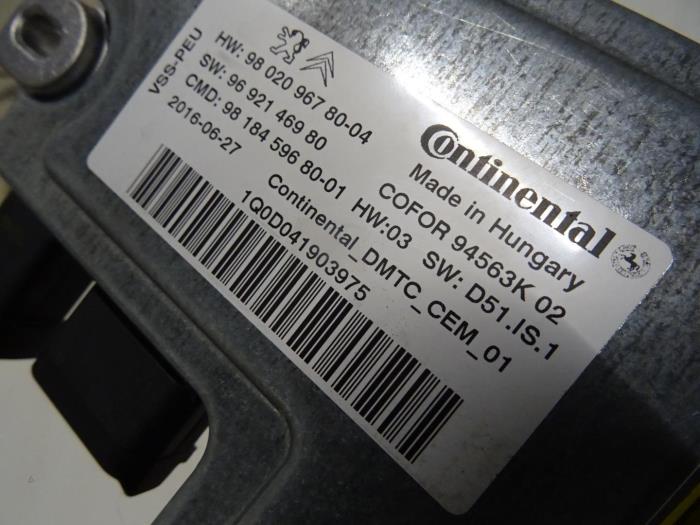 VSS-PEU
HW: 98 020 967 80-04
SW: 96 921 469 80
CMD: 98 184 596 80-01
2016-06-27
Continental
Made in Hungary
COFOR 94563K 02
HW:03 SW: D51.IS.1
Continental_DMTC_CEM_01
1Q0D041903975